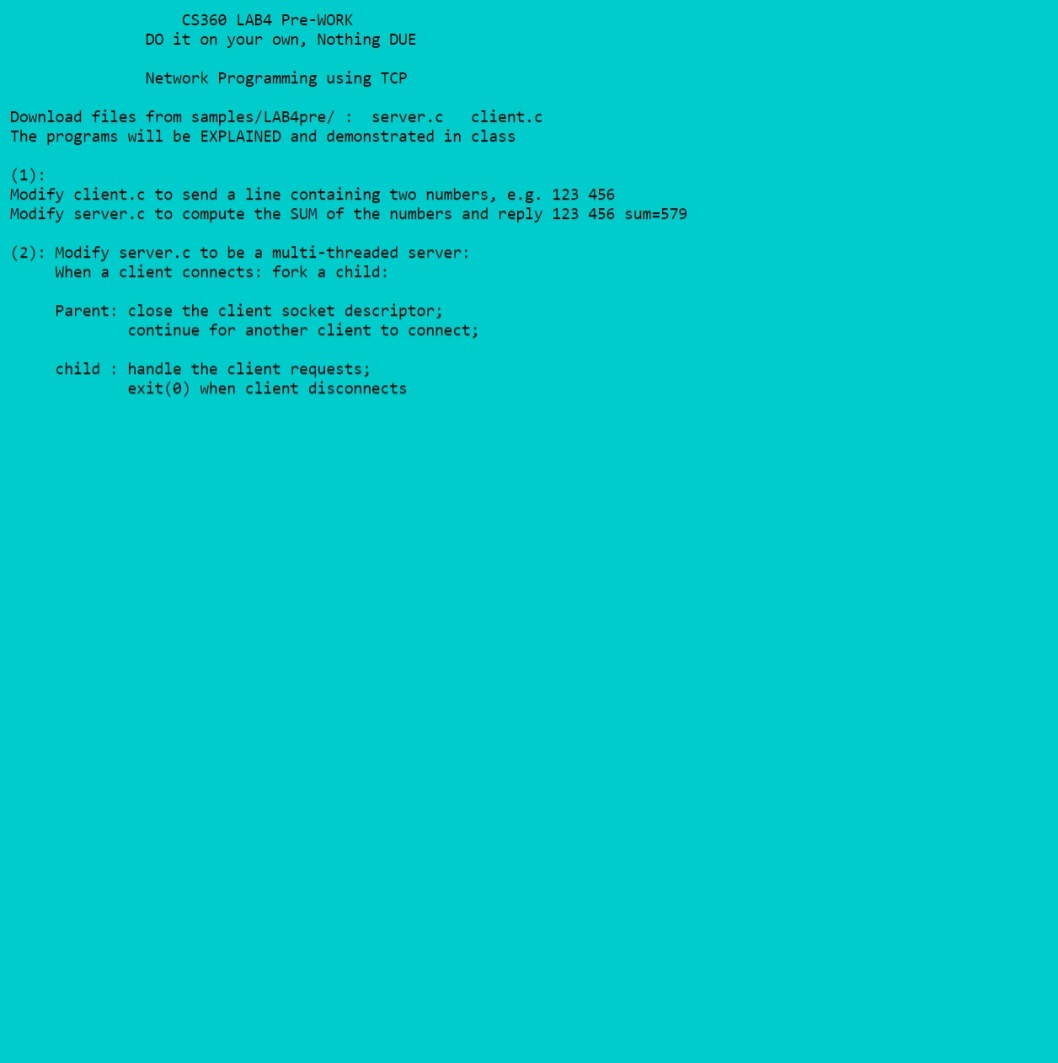 CS360 LAB4 Pre-WORK
DO it on your own, Nothing DUE
Network Programming using TCP
Download files from samples/LAB4pre/ :  server.c   client.c
The programs will be EXPLAINED and demonstrated in class
(1):
Modify client.c to send a line containing two numbers, e.g. 123 456
Modify server.c to compute the SUM of the numbers and reply 123 456 sum=579
(2): Modify server.c to be a multi-threaded server:
When a client connects: fork a child:
Parent: close the client socket descriptor;
continue for another client to connect;
child : handle the client requests;
exit(0) when client disconnects